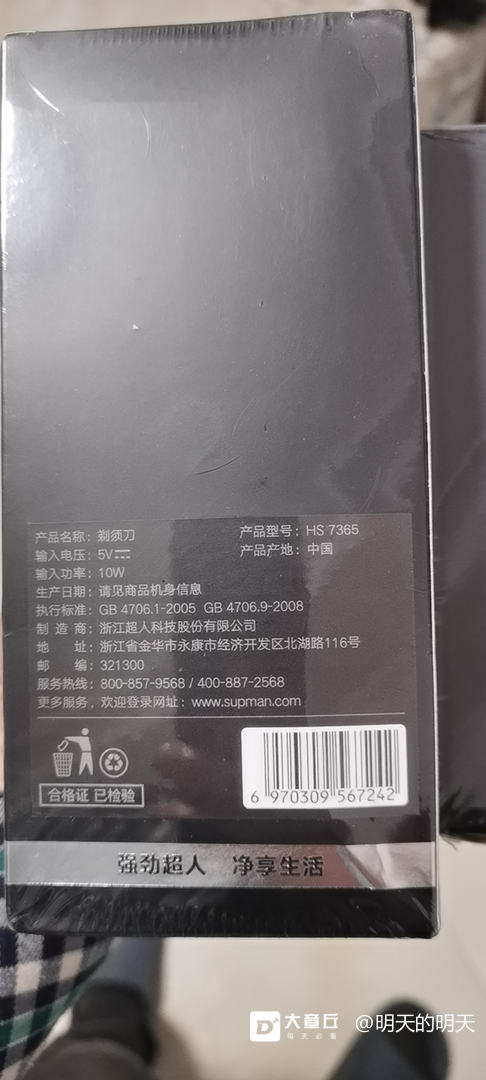 产品名称：剃须刀 产品型号：HS 7365
输入电压：5V⎓ 产品产地：中国
输入功率：10W
生产日期：请见商品机身信息
执行标准：GB 4706.1-2005 GB 4706.9-2008
制 造 商：浙江超人科技股份有限公司
地 址：浙江省金华市永康市经济开发区北湖路116号
邮 编：321300
服务热线：800-857-9568 / 400-887-2568
更多服务，欢迎登录网址：www.supman.com
合格证 已检验
6 970309 567242
强劲超人 净享生活
大章丘
每天必看
@明天的明天